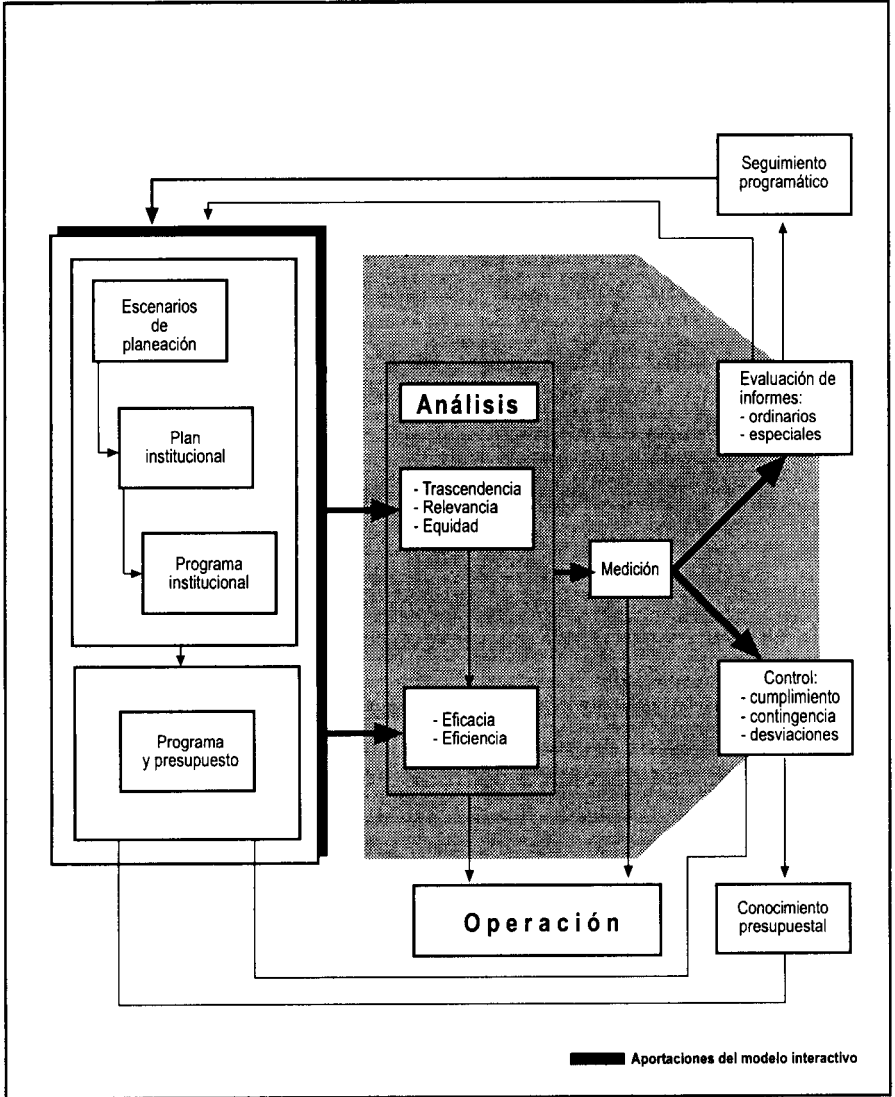 Seguimiento
programático
Escenarios
de
planeación
Plan
institucional
Programa
institucional
Programa
y presupuesto
Análisis
- Trascendencia
- Relevancia
- Equidad
- Eficacia
- Eficiencia
Medición
Evaluación de
informes:
- ordinarios
- especiales
Control:
- cumplimiento
- contingencia
- desviaciones
Operación
Conocimiento
presupuestal
Aportaciones del modelo interactivo